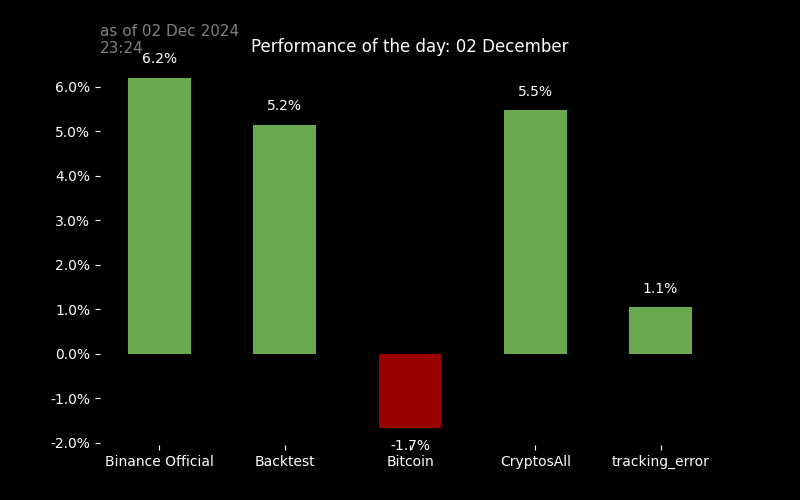 as of 02 Dec 2024
23:24
Performance of the day: 02 December
6.2%
5.2%
-1.7%
5.5%
1.1%
6.0%
5.0%
4.0%
3.0%
2.0%
1.0%
0.0%
-1.0%
-2.0%
Binance Official
Backtest
Bitcoin
CryptosAll
tracking_error